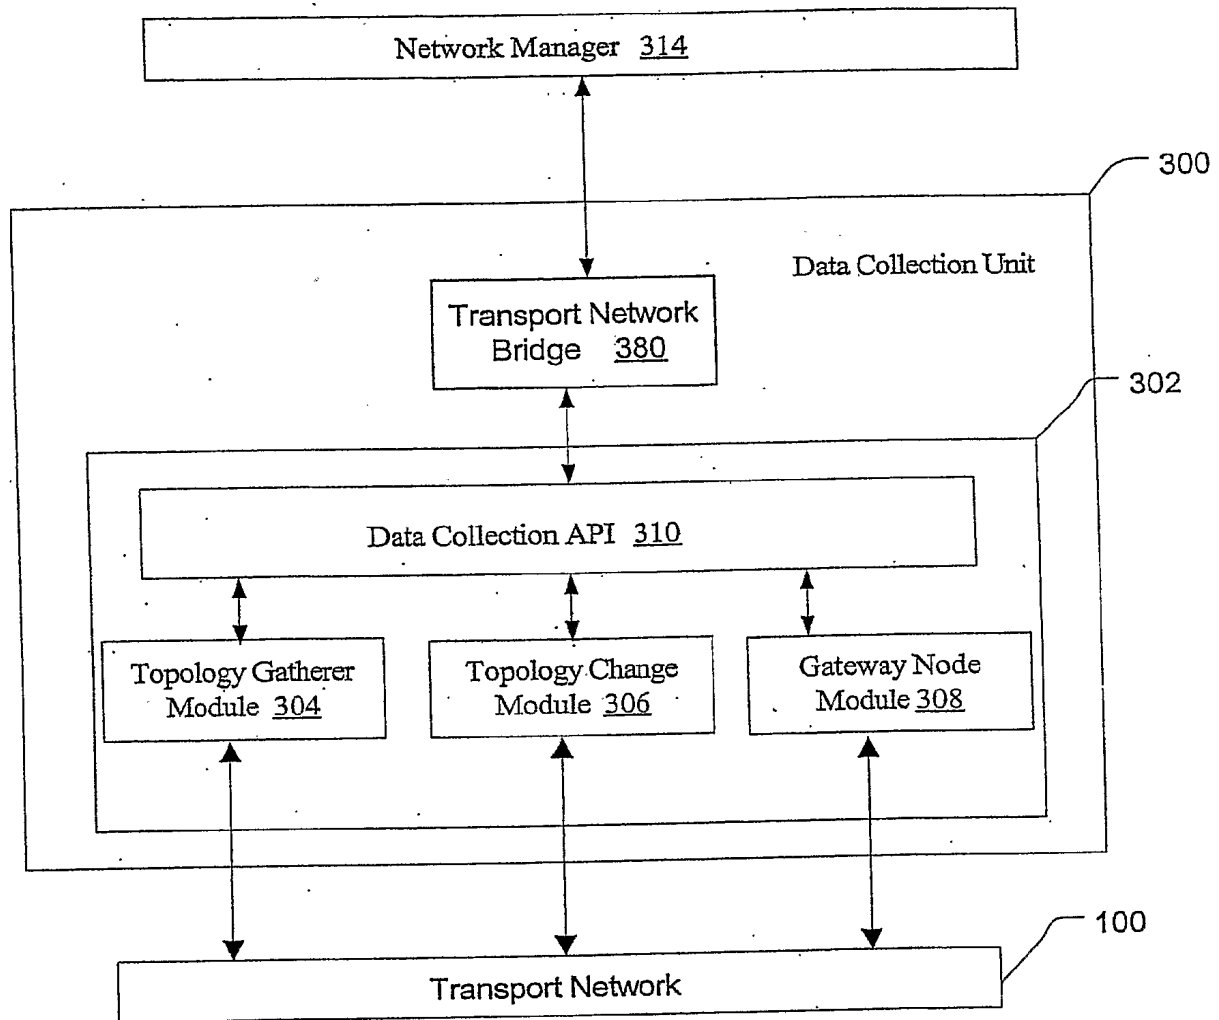 Network Manager 314
300
Data Collection Unit
Transport Network
Bridge 380
302
Data Collection API 310
Topology Gatherer
Module 304
Topology Change
Module 306
Gateway Node
Module 308
100
Transport Network